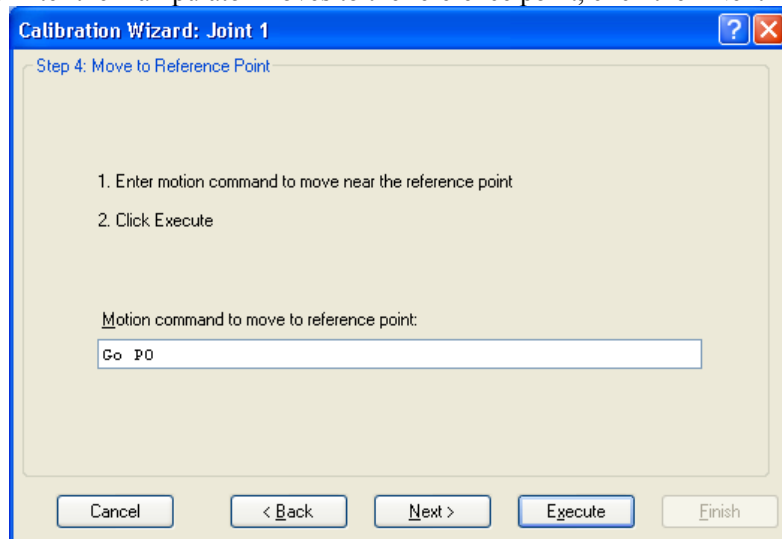 Calibration Wizard: Joint 1
Step 4: Move to Reference Point
1. Enter motion command to move near the reference point
2. Click Execute
Motion command to move to reference point:
Go P0
Cancel < Back Next > Execute Finish